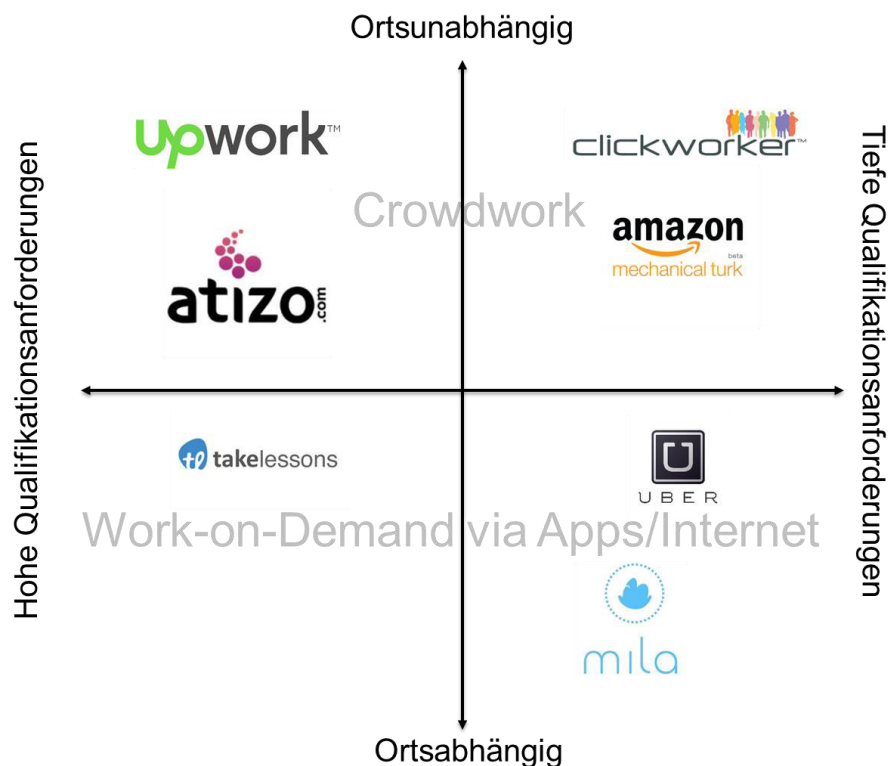 Ortsunabhängig
Hohe Qualifikationsanforderungen
Tiefe Qualifikationsanforderungen
upwork™
clickworker™
Crowdwork
amazon
beta
mechanical turk
atizo.com
takelessons
UBER
Work-on-Demand via Apps/Internet
mila
Ortsabhängig